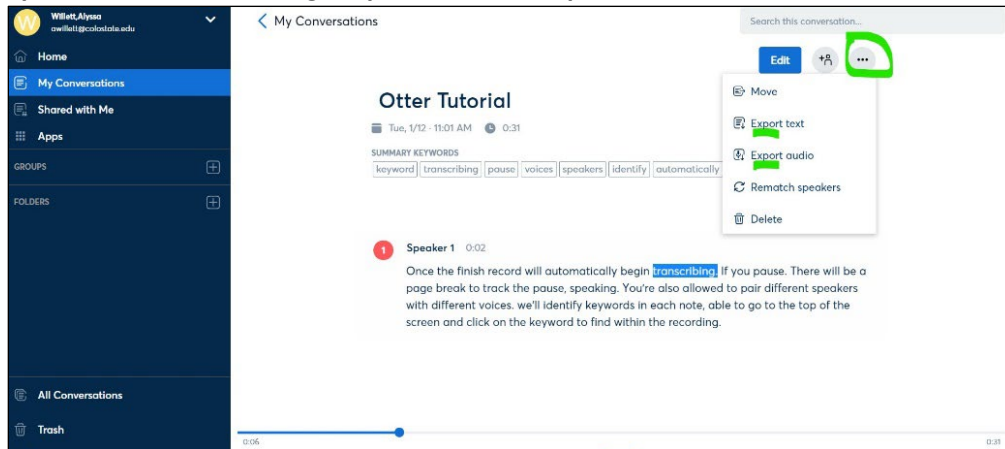 Willett,Alyssa
awillett@colostate.edu
Home
My Conversations
Shared with Me
Apps
GROUPS
FOLDERS
All Conversations
Trash
My Conversations
Search this conversation...
Edit
Otter Tutorial
Tue, 1/12 - 11:01 AM 0:31
SUMMARY KEYWORDS
keyword transcribing pause voices speakers identify automatically
Move
Export text
Export audio
Rematch speakers
Delete
1 Speaker 1 0:02
Once the finish record will automatically begin transcribing. If you pause. There will be a
page break to track the pause, speaking. You're also allowed to pair different speakers
with different voices. we'll identify keywords in each note, able to go to the top of the
screen and click on the keyword to find within the recording.
0:06 0:31